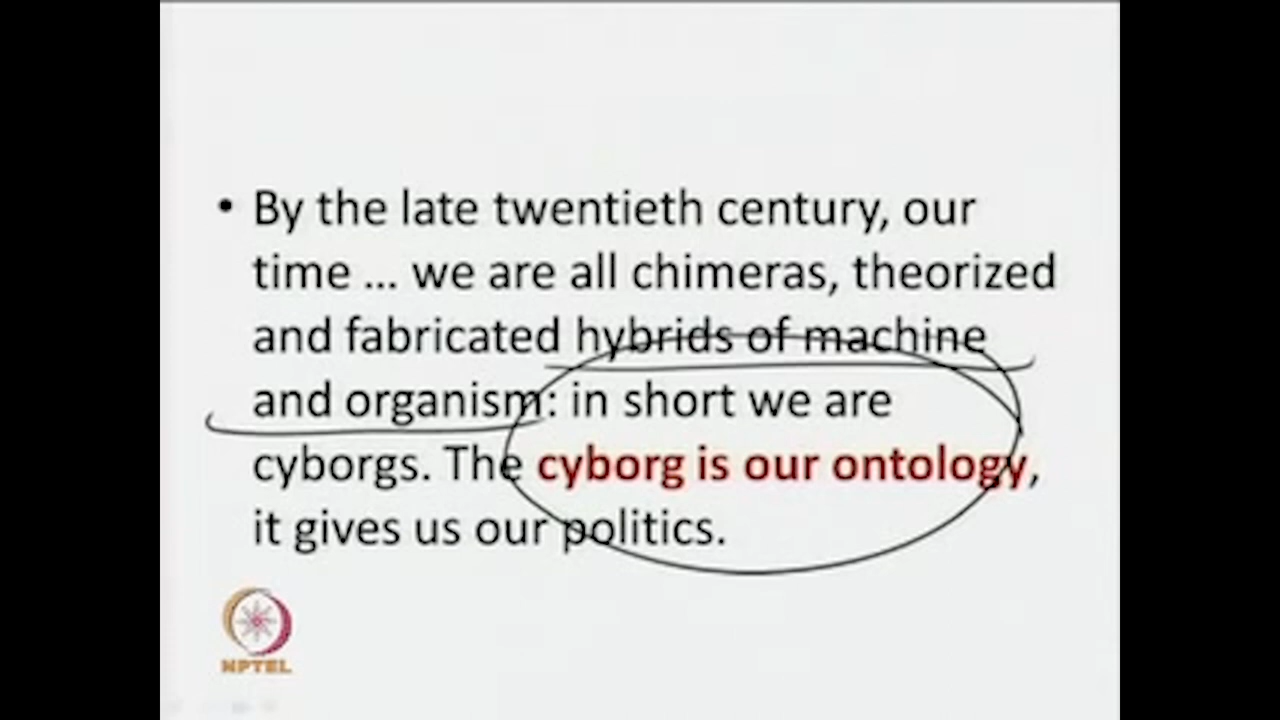 • By the late twentieth century, our
time ... we are all chimeras, theorized
and fabricated hybrids of machine
and organism: in short we are
cyborgs. The cyborg is our ontology,
it gives us our politics.
NPTEL